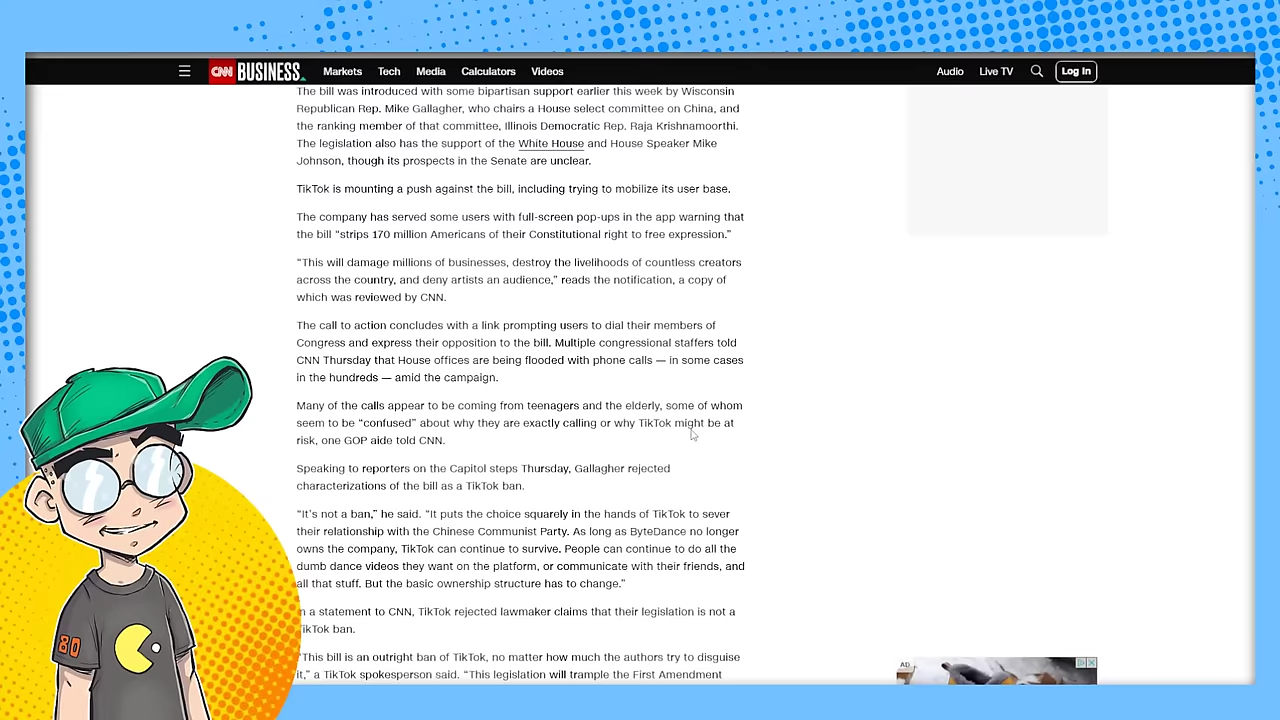 CNN BUSINESS
Markets Tech Media Calculators Videos
Audio Live TV Log In
The bill was introduced with some bipartisan support earlier this week by Wisconsin
Republican Rep. Mike Gallagher, who chairs a House select committee on China, and
the ranking member of that committee, Illinois Democratic Rep. Raja Krishnamoorthi.
The legislation also has the support of the White House and House Speaker Mike
Johnson, though its prospects in the Senate are unclear.
TikTok is mounting a push against the bill, including trying to mobilize its user base.
The company has served some users with full-screen pop-ups in the app warning that
the bill “strips 170 million Americans of their Constitutional right to free expression.”
“This will damage millions of businesses, destroy the livelihoods of countless creators
across the country, and deny artists an audience,” reads the notification, a copy of
which was reviewed by CNN.
The call to action concludes with a link prompting users to dial their members of
Congress and express their opposition to the bill. Multiple congressional staffers told
CNN Thursday that House offices are being flooded with phone calls — in some cases
in the hundreds — amid the campaign.
Many of the calls appear to be coming from teenagers and the elderly, some of whom
seem to be “confused” about why they are exactly calling or why TikTok might be at
risk, one GOP aide told CNN.
Speaking to reporters on the Capitol steps Thursday, Gallagher rejected
characterizations of the bill as a TikTok ban.
“It’s not a ban,” he said. “It puts the choice squarely in the hands of TikTok to sever
their relationship with the Chinese Communist Party. As long as ByteDance no longer
owns the company, TikTok can continue to survive. People can continue to do all the
dumb dance videos they want on the platform, or communicate with their friends, and
all that stuff. But the basic ownership structure has to change.”
n a statement to CNN, TikTok rejected lawmaker claims that their legislation is not a
TikTok ban.
“This bill is an outright ban of TikTok, no matter how much the authors try to disguise
it,” a TikTok spokesperson said. “This legislation will trample the First Amendment
AD
80